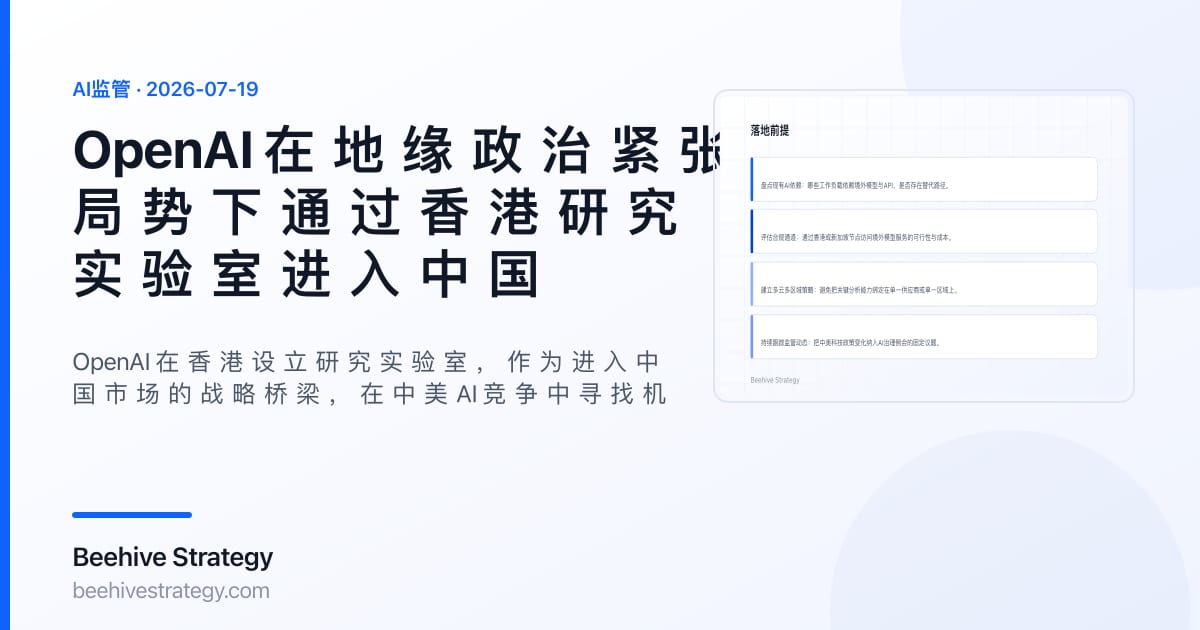 AI监管 · 2026-07-19
OpenAI在地缘政治紧张
局势下通过香港研究
实验室进入中国
OpenAI在香港设立研究实验室，作为进入中
国市场的战略桥梁，在中美AI竞争中寻找机
Beehive Strategy
beehivestrategy.com
落地前提
盘点现有AI依赖：哪些工作负载依赖境外模型与API，是否存在替代路径。
评估合规通道：通过香港或新加坡节点访问境外模型服务的可行性与成本。
建立多云多区域策略：避免把关键分析能力绑定在单一供应商或单一区域上。
持续跟踪监管动态：把中美科技政策变化纳入AI治理例会的固定议题。
Beehive Strategy